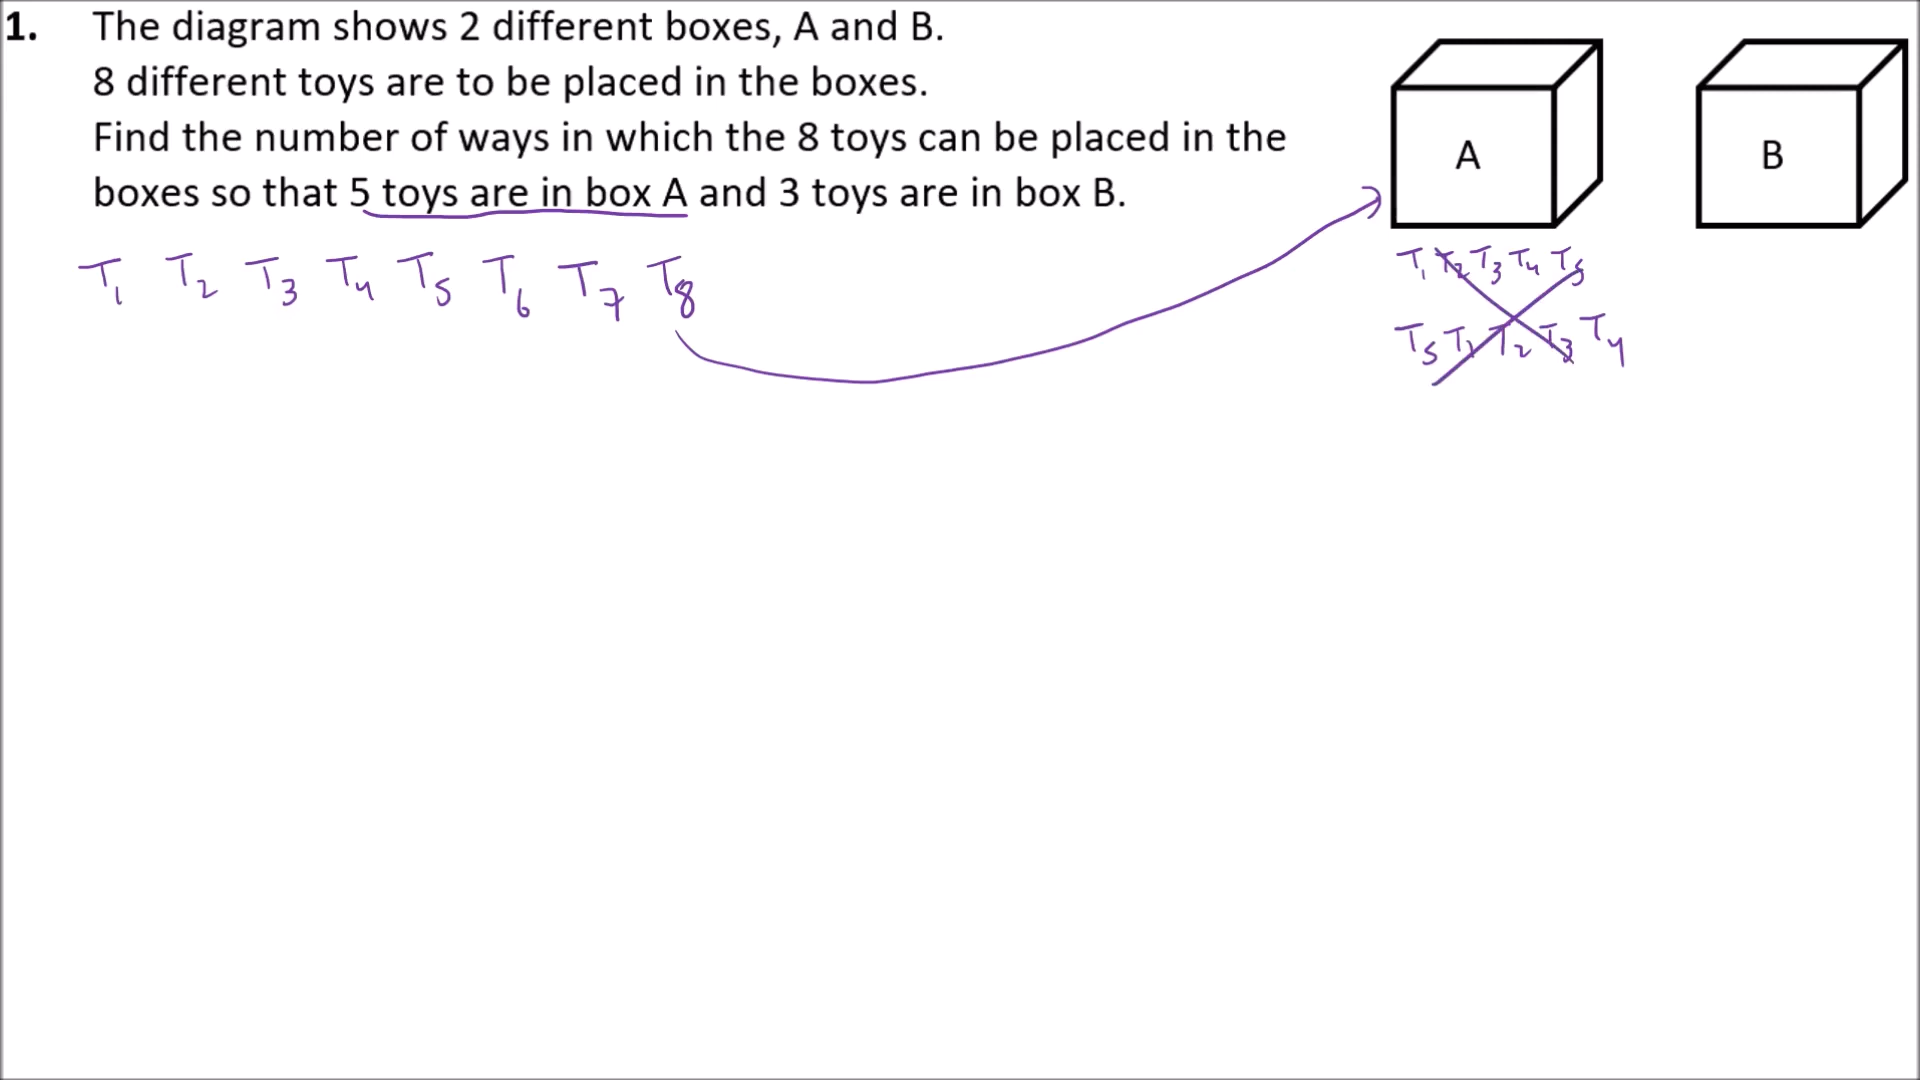 1. The diagram shows 2 different boxes, A and B.
8 different toys are to be placed in the boxes.
Find the number of ways in which the 8 toys can be placed in the
boxes so that 5 toys are in box A and 3 toys are in box B.
A
B
T1 T2 T3 T4 T5 T6 T7 T8
T1 T2 T3 T4 T5
T5 T1 T2 T3 T4